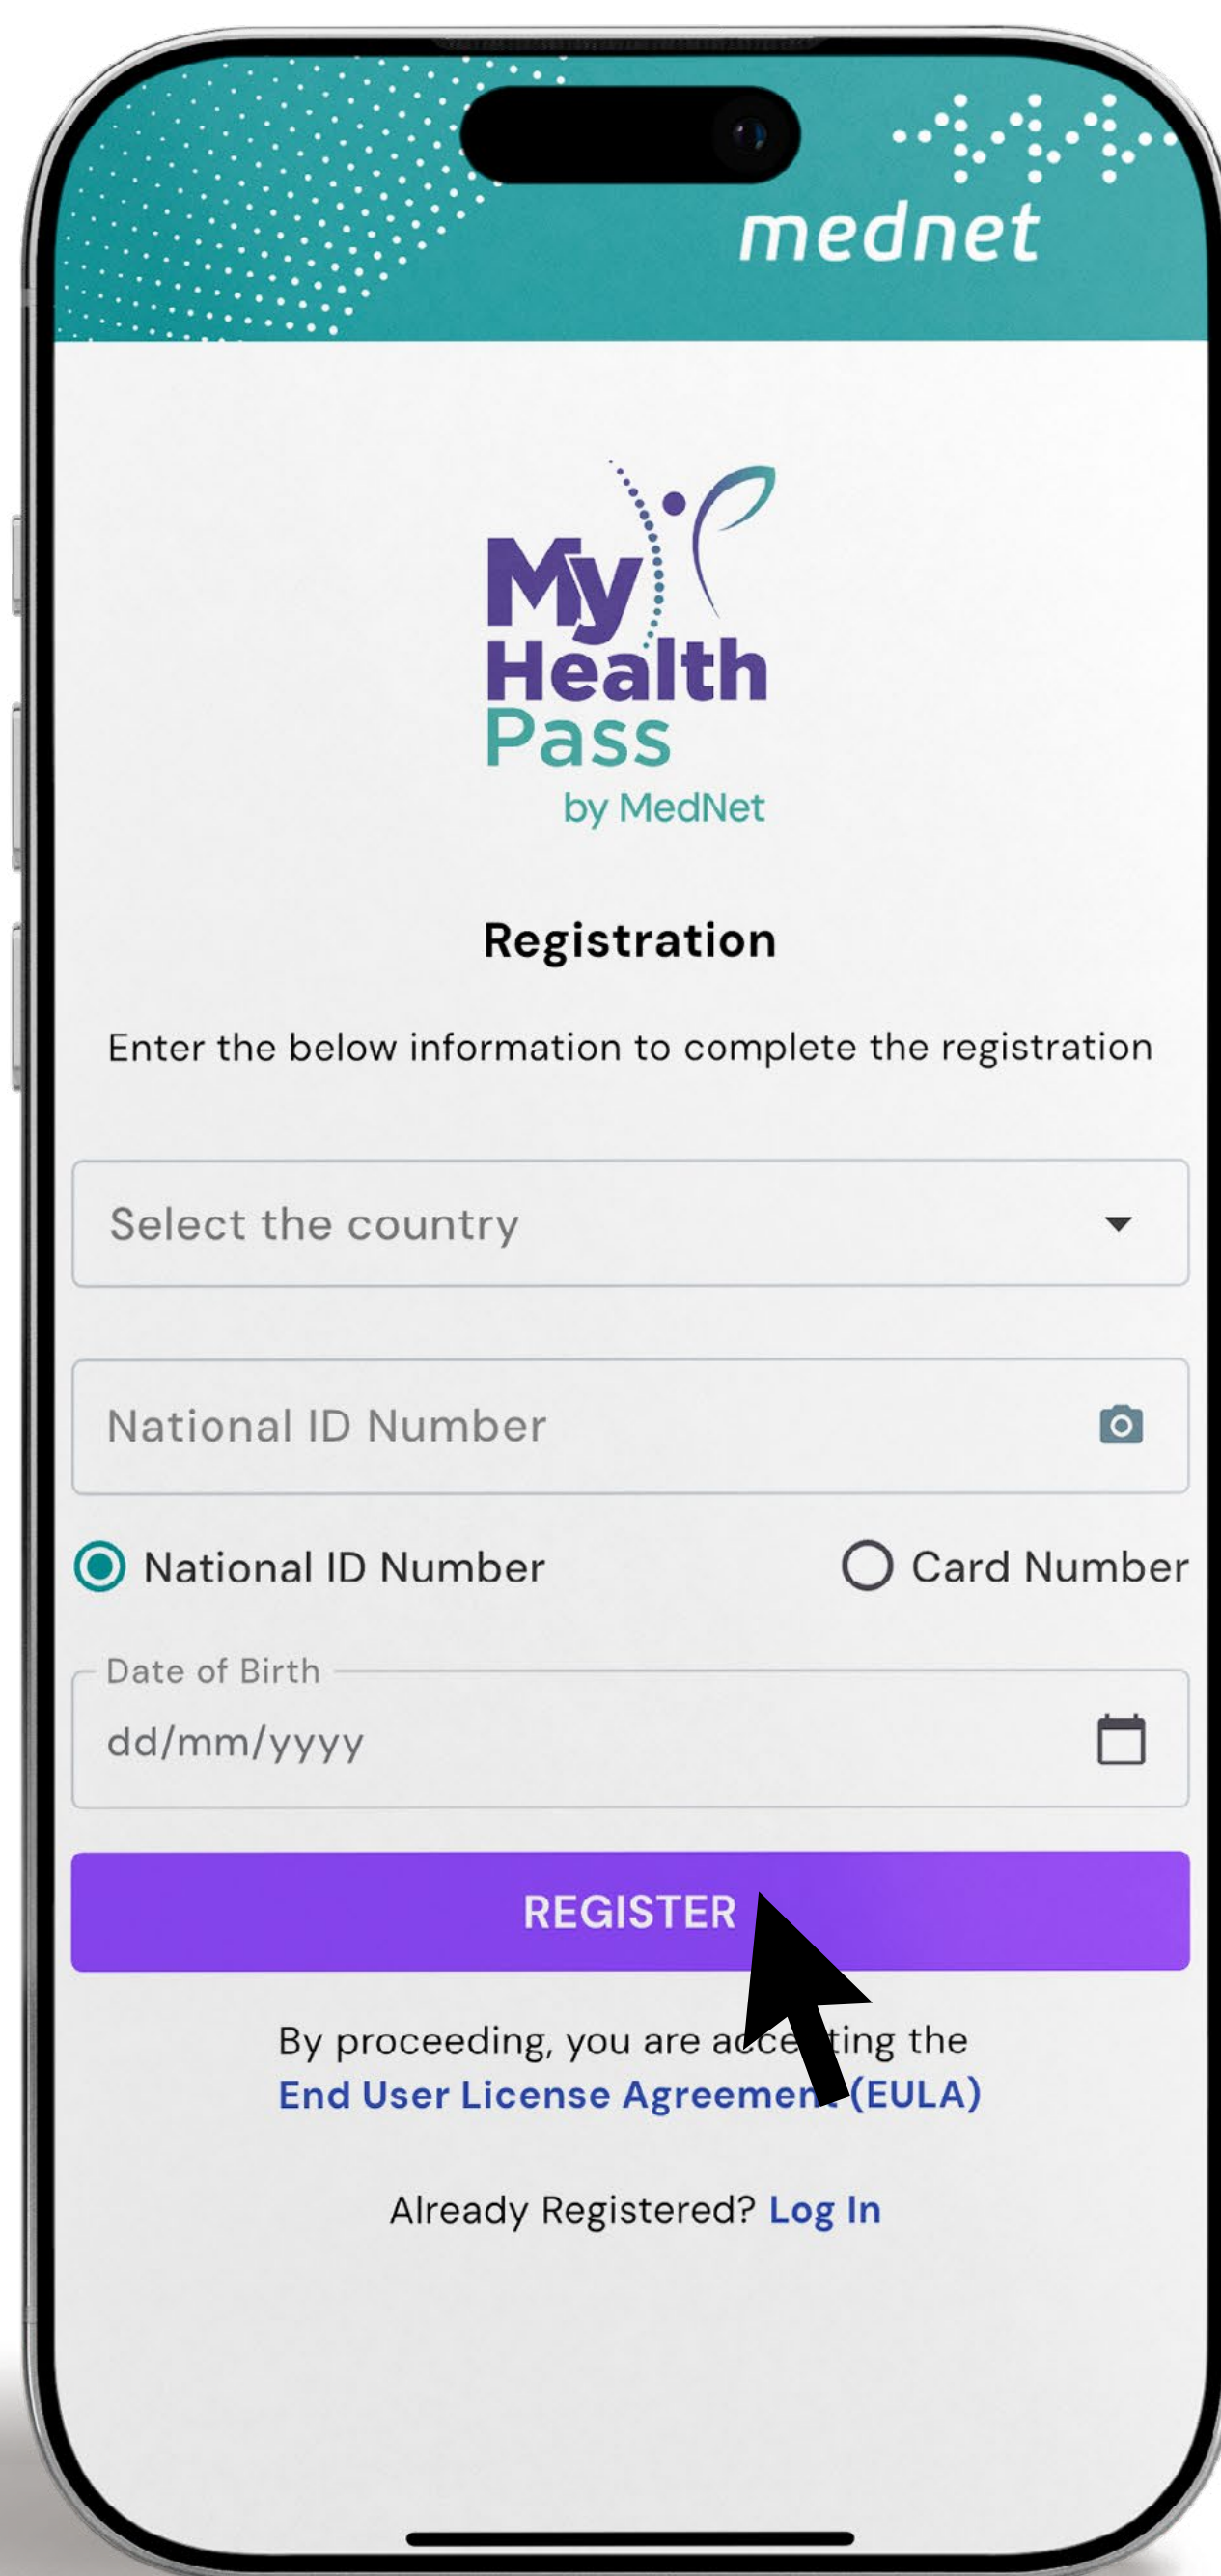 mednet
My
Health
Pass
by MedNet
Registration
Enter the below information to complete the registration
Select the country
National ID Number
National ID Number
Card Number
Date of Birth
dd/mm/yyyy
REGISTER
By proceeding, you are accepting the
End User License Agreement (EULA)
Already Registered? Log In